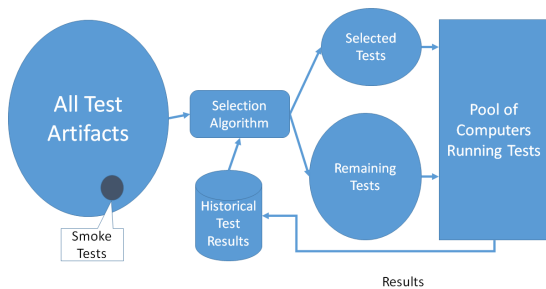 All Test
Artifacts
Smoke
Tests
Selection
Algorithm
Historical
Test
Results
Selected
Tests
Remaining
Tests
Pool of
Computers
Running Tests
Results